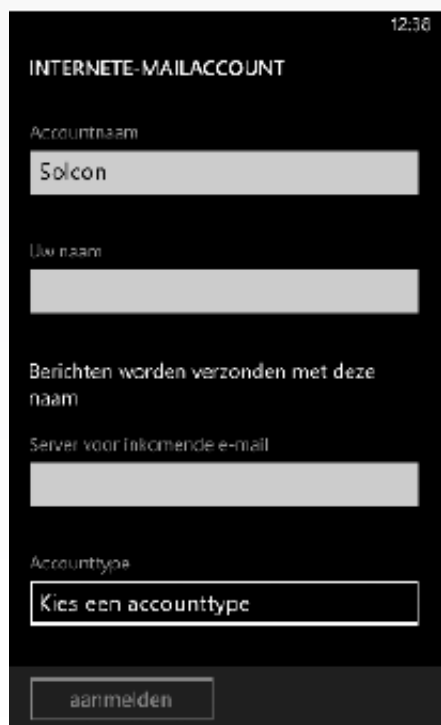 12:38
INTERNETE-MAILACCOUNT
Accountnaam
Solcon
Uw naam
Berichten worden verzonden met deze
naam
Server voor inkomende e-mail
Accounttype
Kies een accounttype
aanmelden